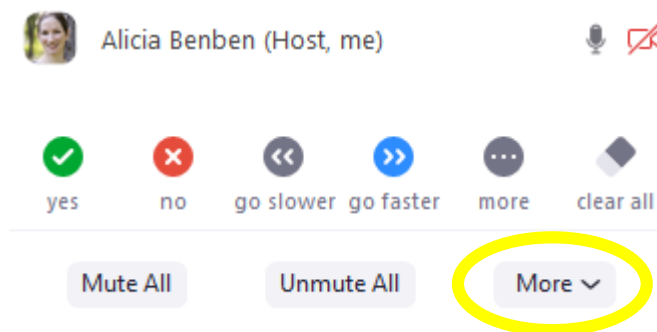 Alicia Benben (Host, me)
yes no go slower go faster more clear all
Mute All Unmute All More